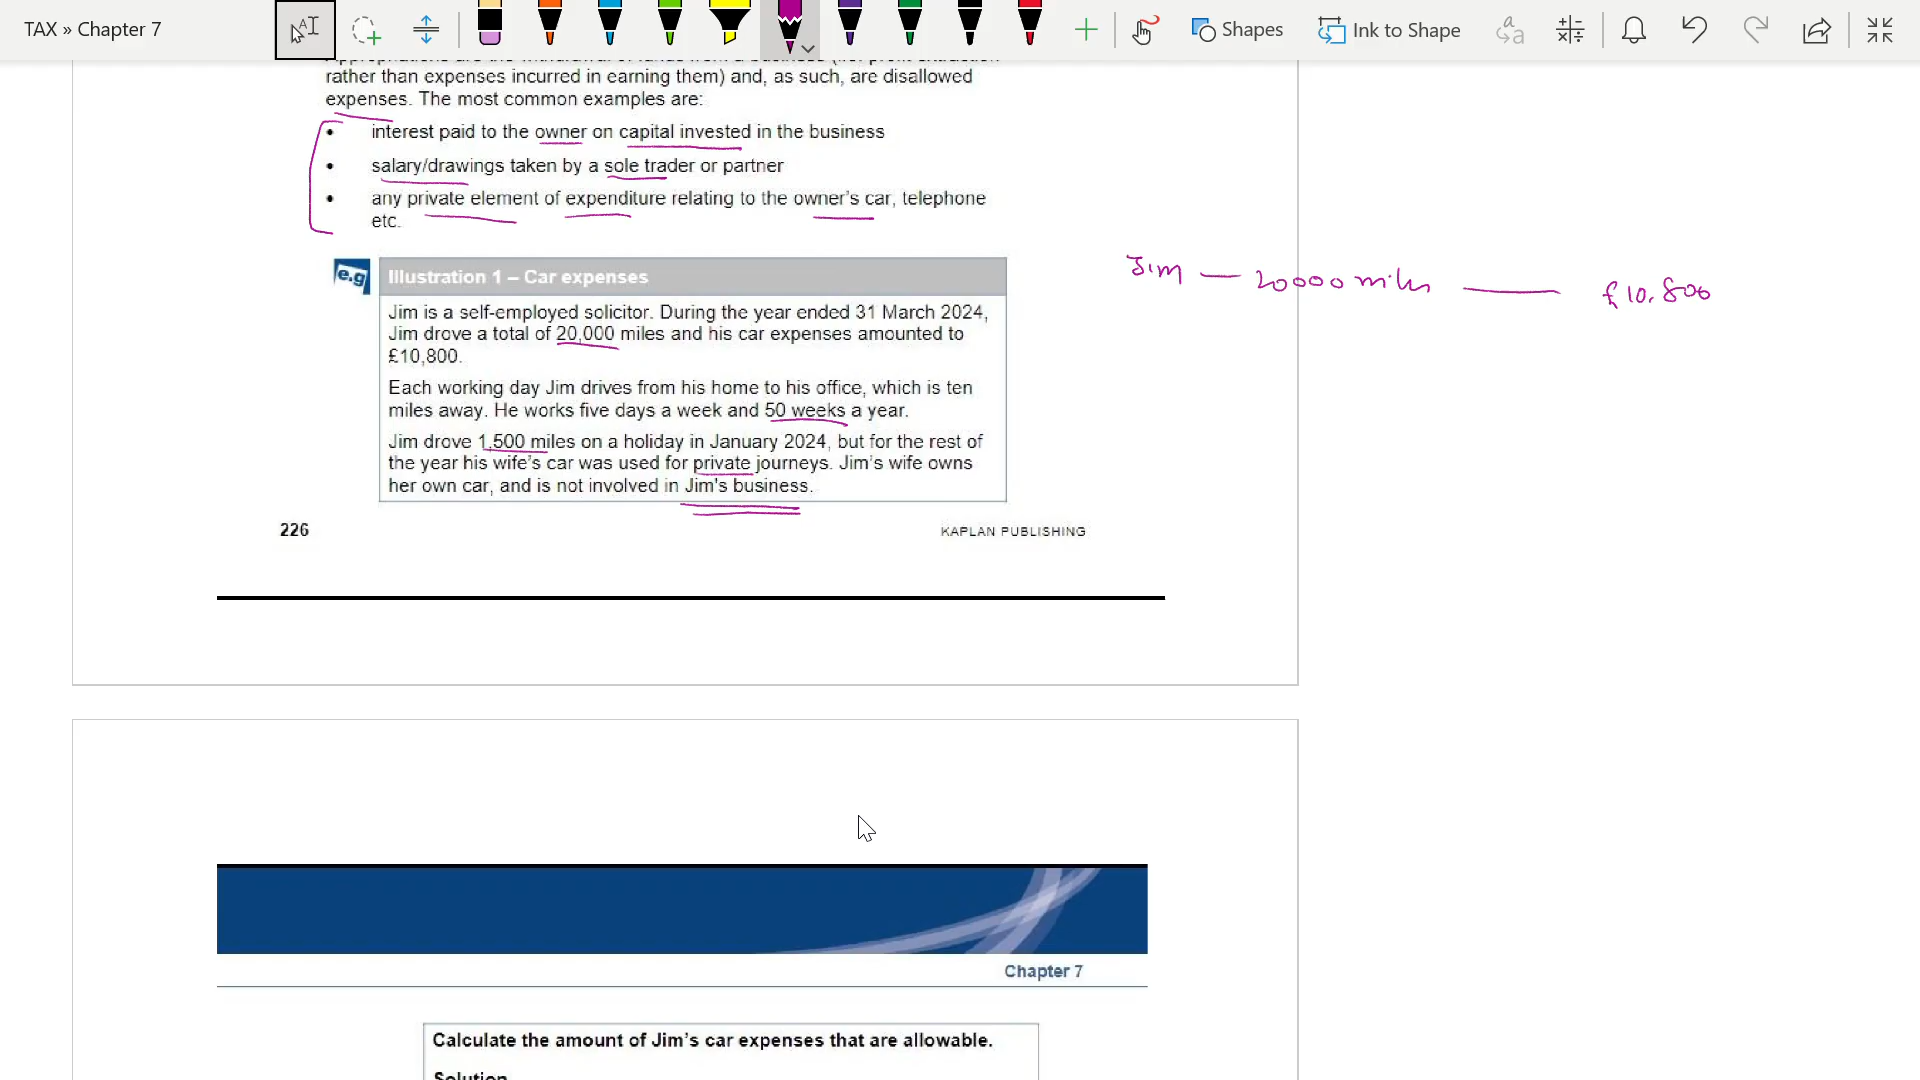 TAX » Chapter 7
Shapes
Ink to Shape
rather than expenses incurred in earning them) and, as such, are disallowed
expenses. The most common examples are:
• interest paid to the owner on capital invested in the business
• salary/drawings taken by a sole trader or partner
• any private element of expenditure relating to the owner's car, telephone
etc.
e.g Illustration 1 – Car expenses
Jim — 20000 miles — £10,800
Jim is a self-employed solicitor. During the year ended 31 March 2024,
Jim drove a total of 20,000 miles and his car expenses amounted to
£10,800.
Each working day Jim drives from his home to his office, which is ten
miles away. He works five days a week and 50 weeks a year.
Jim drove 1,500 miles on a holiday in January 2024, but for the rest of
the year his wife's car was used for private journeys. Jim's wife owns
her own car, and is not involved in Jim's business.
226
KAPLAN PUBLISHING
Chapter 7
Calculate the amount of Jim's car expenses that are allowable.
Solution